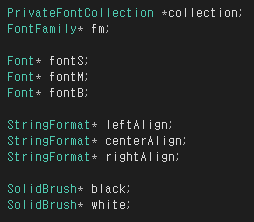 PrivateFontCollection *collection;
FontFamily* fm;
Font* fontS;
Font* fontM;
Font* fontB;
StringFormat* leftAlign;
StringFormat* centerAlign;
StringFormat* rightAlign;
SolidBrush* black;
SolidBrush* white;